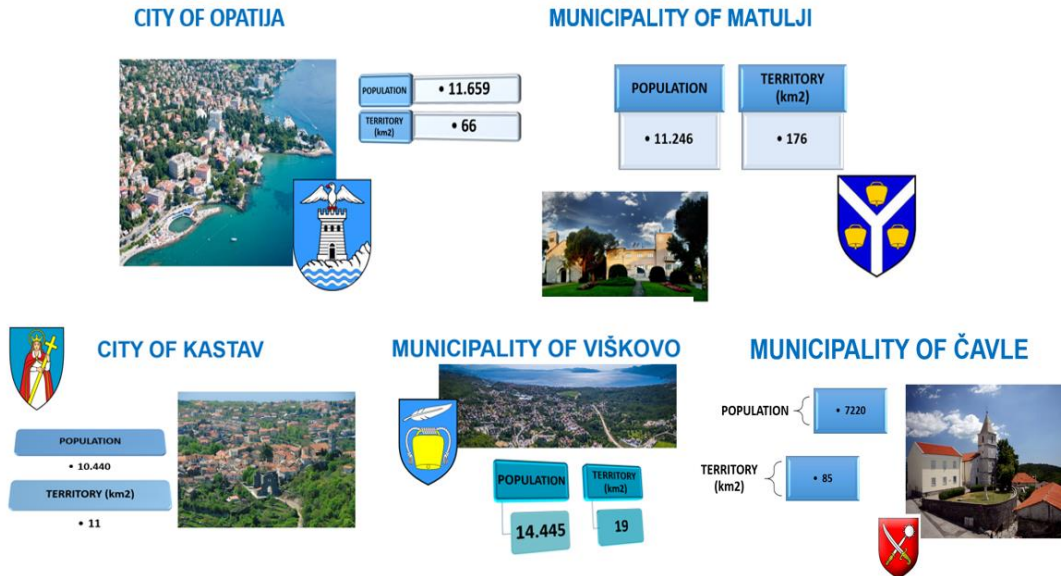 CITY OF OPATIJA
POPULATION
• 11.659
TERRITORY
(km2)
• 66
MUNICIPALITY OF MATULJI
POPULATION
TERRITORY
(km2)
• 11.246
• 176
CITY OF KASTAV
POPULATION
• 10.440
TERRITORY (km2)
• 11
MUNICIPALITY OF VIŠKOVO
POPULATION
TERRITORY
(km2)
14.445
19
MUNICIPALITY OF ČAVLE
POPULATION
• 7220
TERRITORY
(km2)
• 85